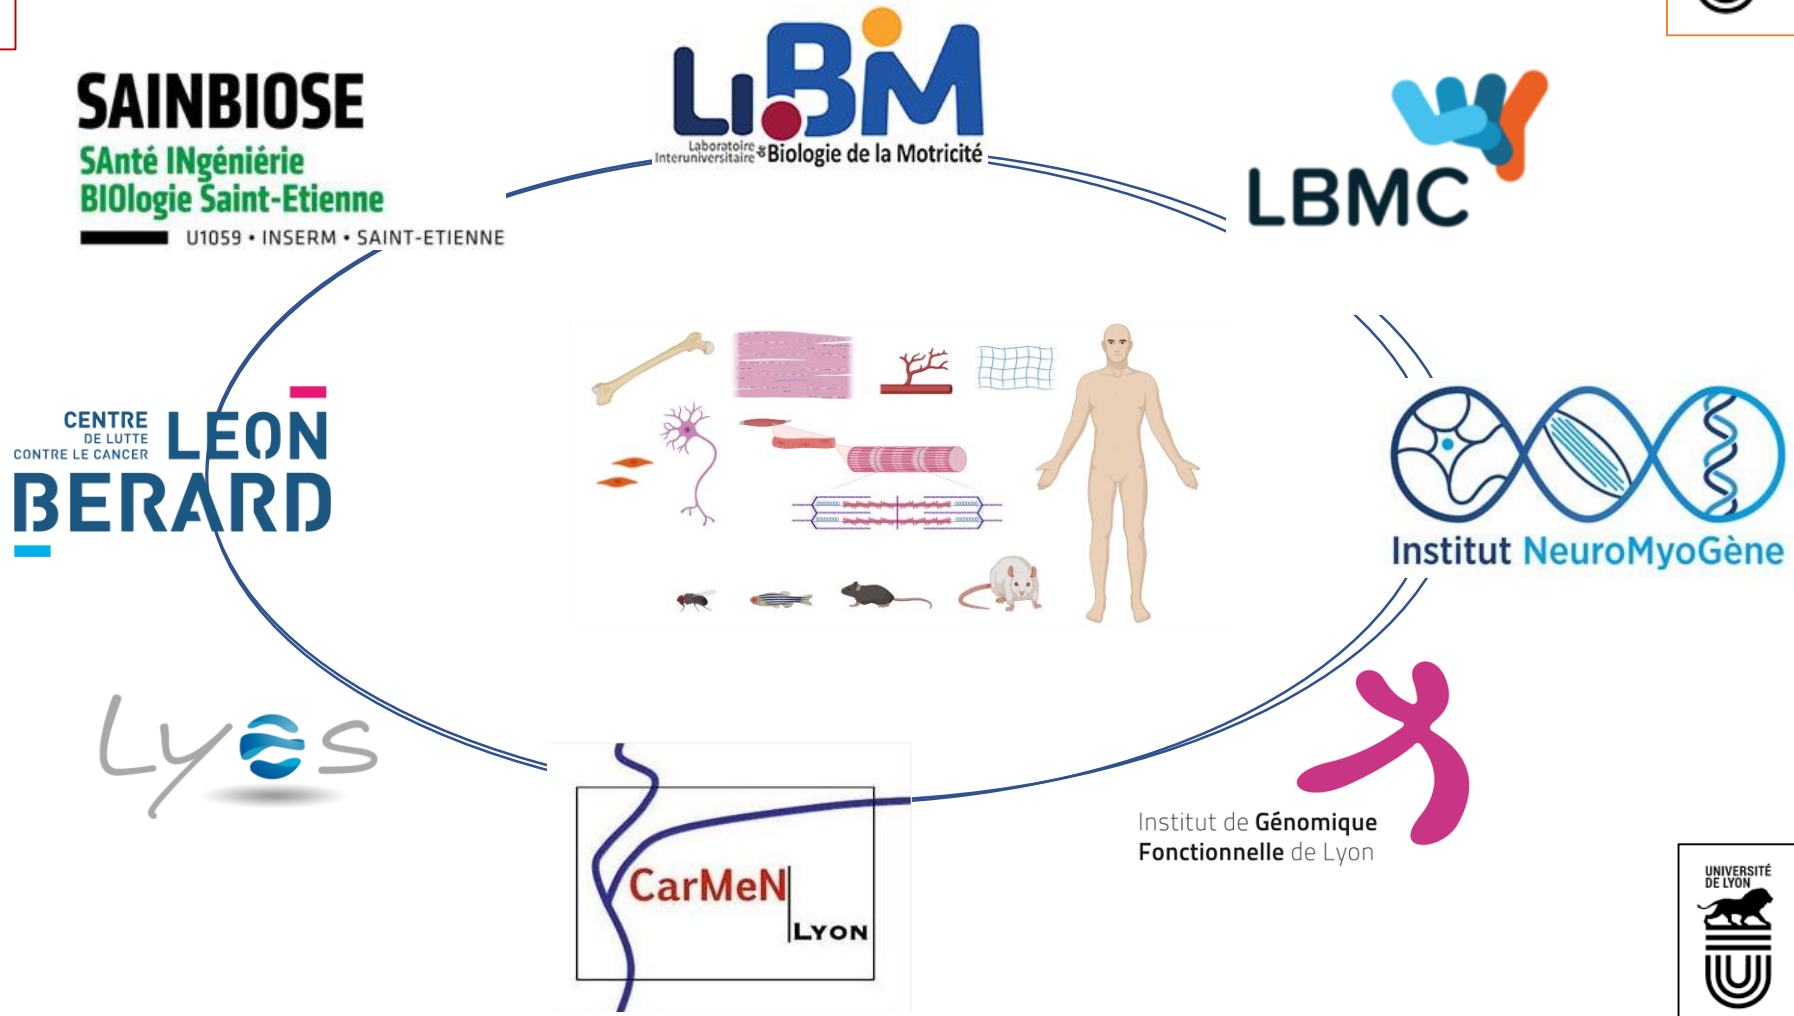 SAINBIOSE
SAnté INgéniérie
BIOlogie Saint-Etienne
U1059 • INSERM • SAINT-ETIENNE
LiBM
Laboratoire
Interuniversitaire de Biologie de la Motricité
LBMC
CENTRE
DE LUTTE
CONTRE LE CANCER
LEON
BERARD
Institut NeuroMyoGène
Lyos
CarMeN
LYON
Institut de Génomique
Fonctionnelle de Lyon
UNIVERSITÉ
DE LYON